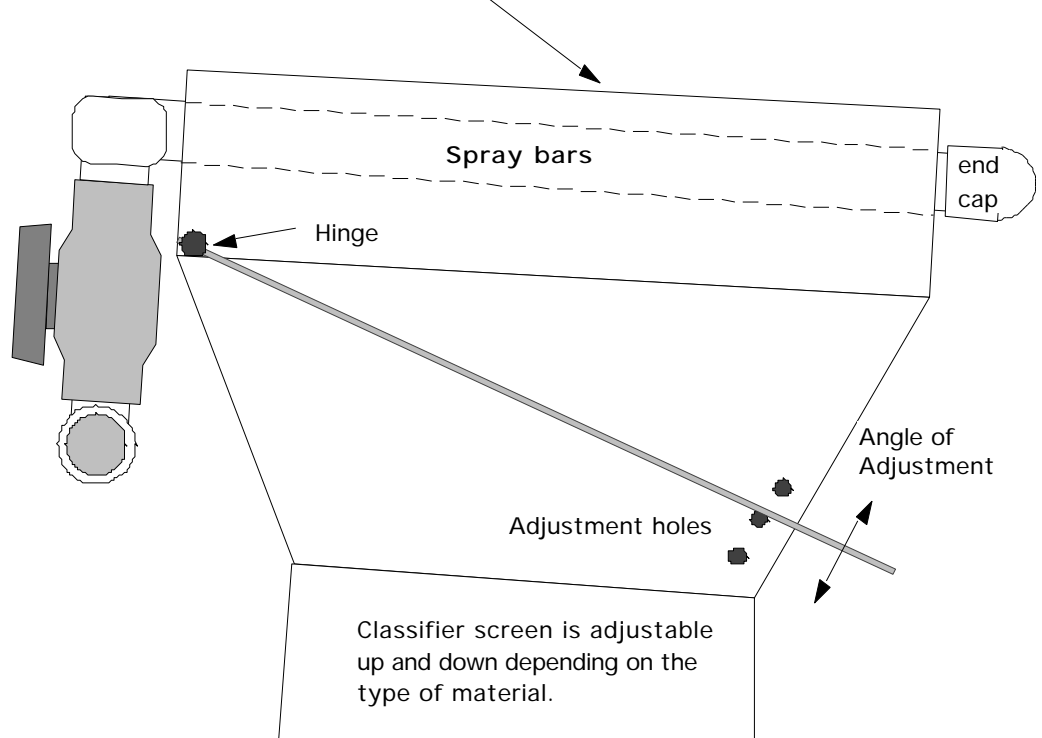 Spray bars
end
cap
Hinge
Angle of
Adjustment
Adjustment holes
Classifier screen is adjustable
up and down depending on the
type of material.